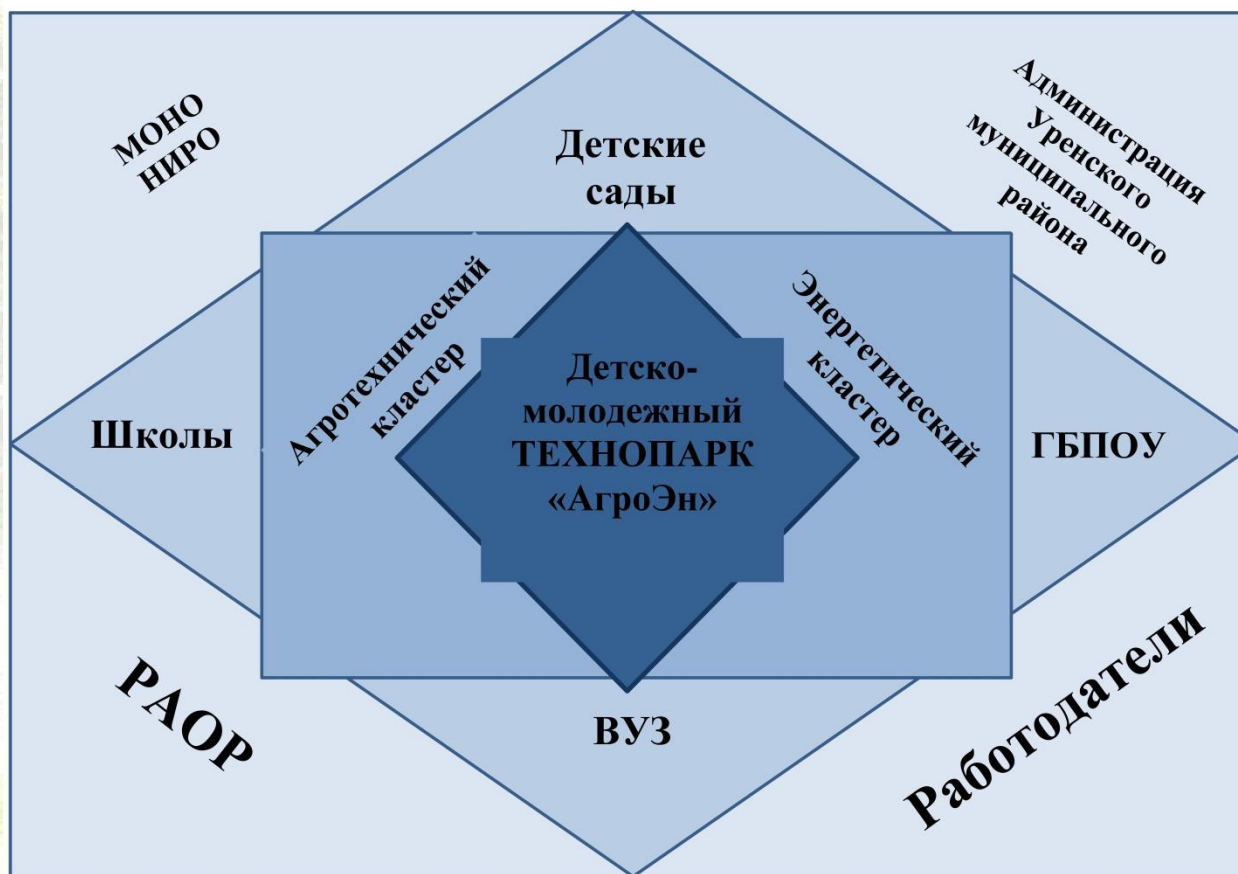 МОНО
НИРО
Администрация
Уренского
муниципального
района
Детские
сады
Агротехнический
кластер
Энергетический
кластер
Школы
Детско-
молодежный
ТЕХНОПАРК
«АгроЭн»
ГБПОУ
РАОР
ВУЗ
Работодатели